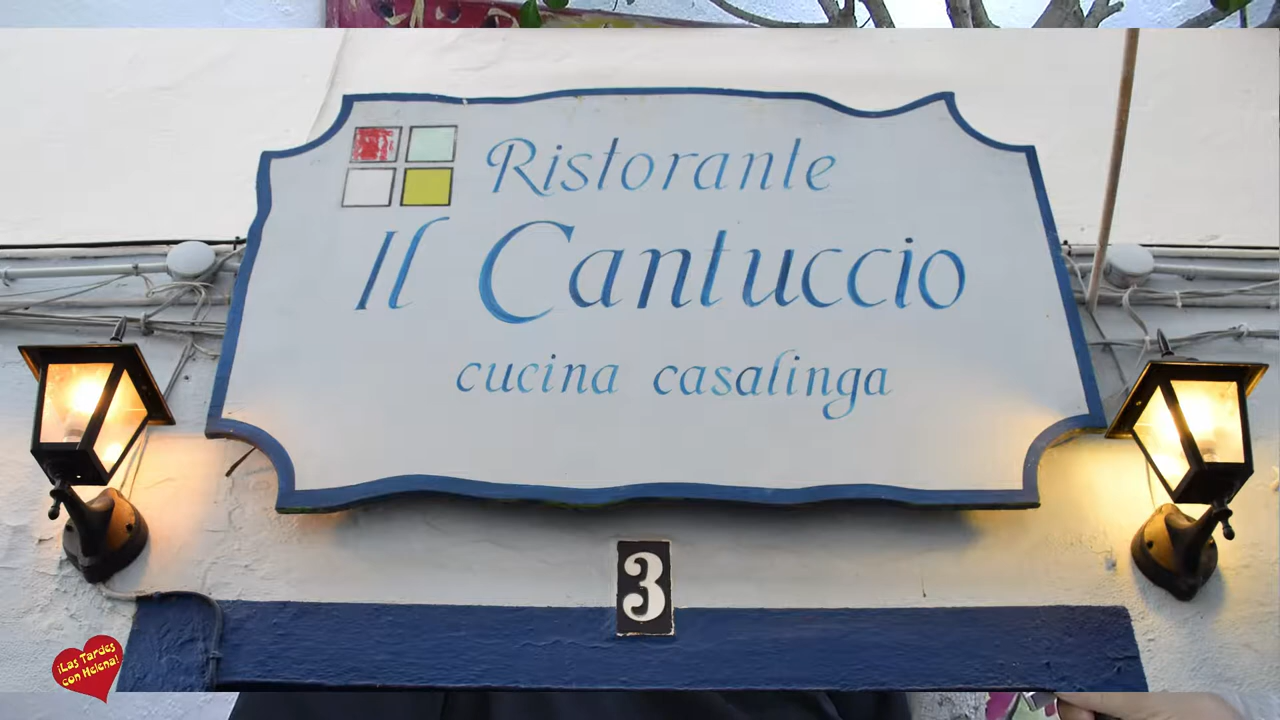 Ristorante
Il Cantuccio
cucina casalinga
3
¡Las Tardes
con Helena!